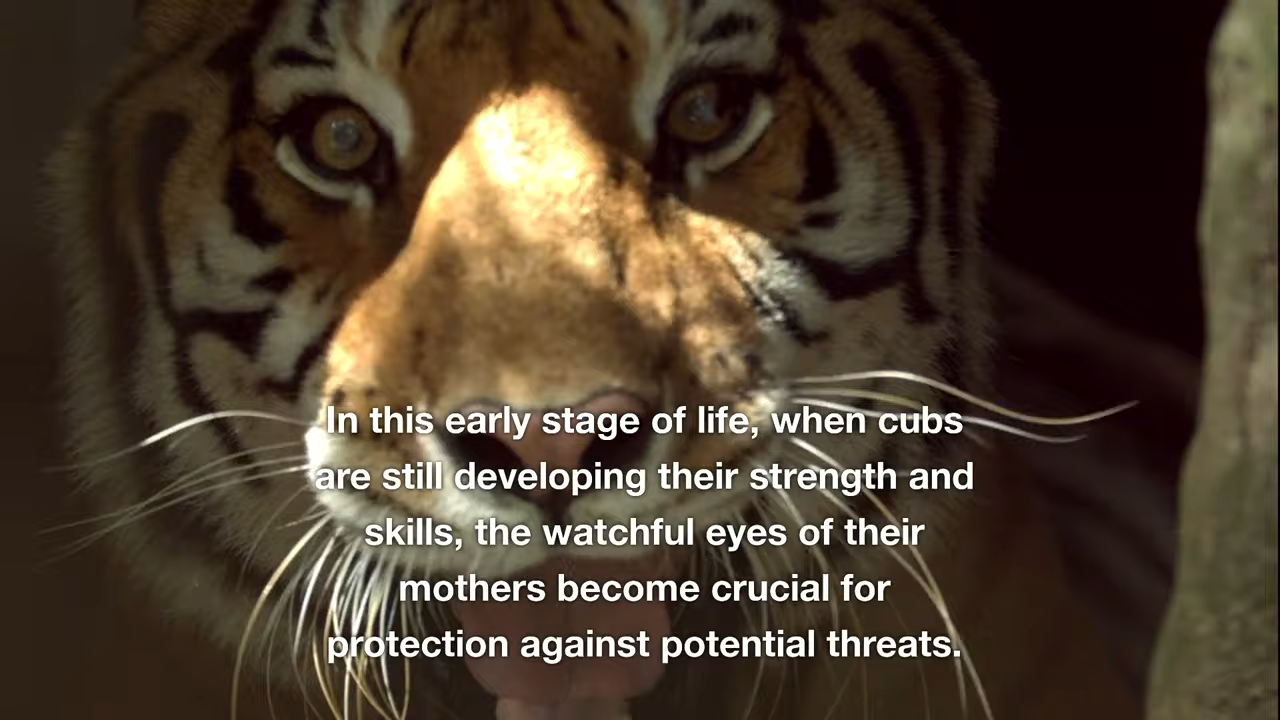 In this early stage of life, when cubs
are still developing their strength and
skills, the watchful eyes of their
mothers become crucial for
protection against potential threats.